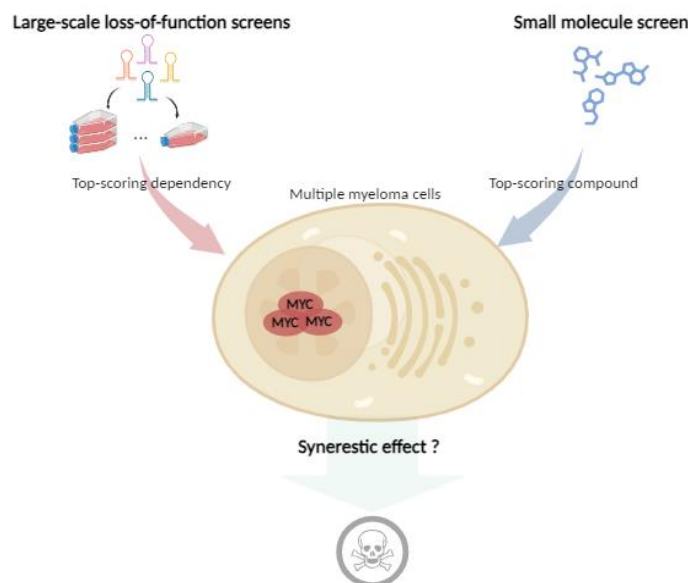 Large-scale loss-of-function screens
Small molecule screen
...
Top-scoring dependency
Top-scoring compound
Multiple myeloma cells
MYC
MYC MYC
Synerestic effect ?